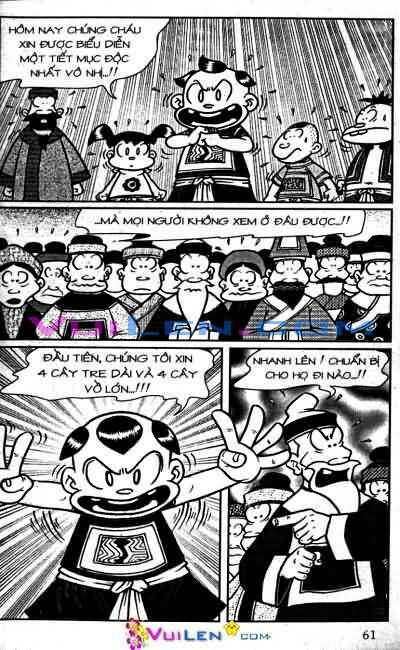 HÔM NAY CHÚNG CHÁU
XIN ĐƯỢC BIỂU DIỄN
MỘT TIẾT MỤC ĐỘC
NHẤT VÔ NHỊ...!!
...MÀ MỌI NGƯỜI KHÔNG XEM Ở ĐÂU ĐƯỢC...!!
VUILEN.COM
ĐẦU TIÊN, CHÚNG TÔI XIN
4 CÂY TRE DÀI VÀ 4 CÂY
VỒ LỚN...!!!
NHANH LÊN! CHUẨN BỊ
CHO HỌ ĐI NÀO...!!
61
VUILEN.COM